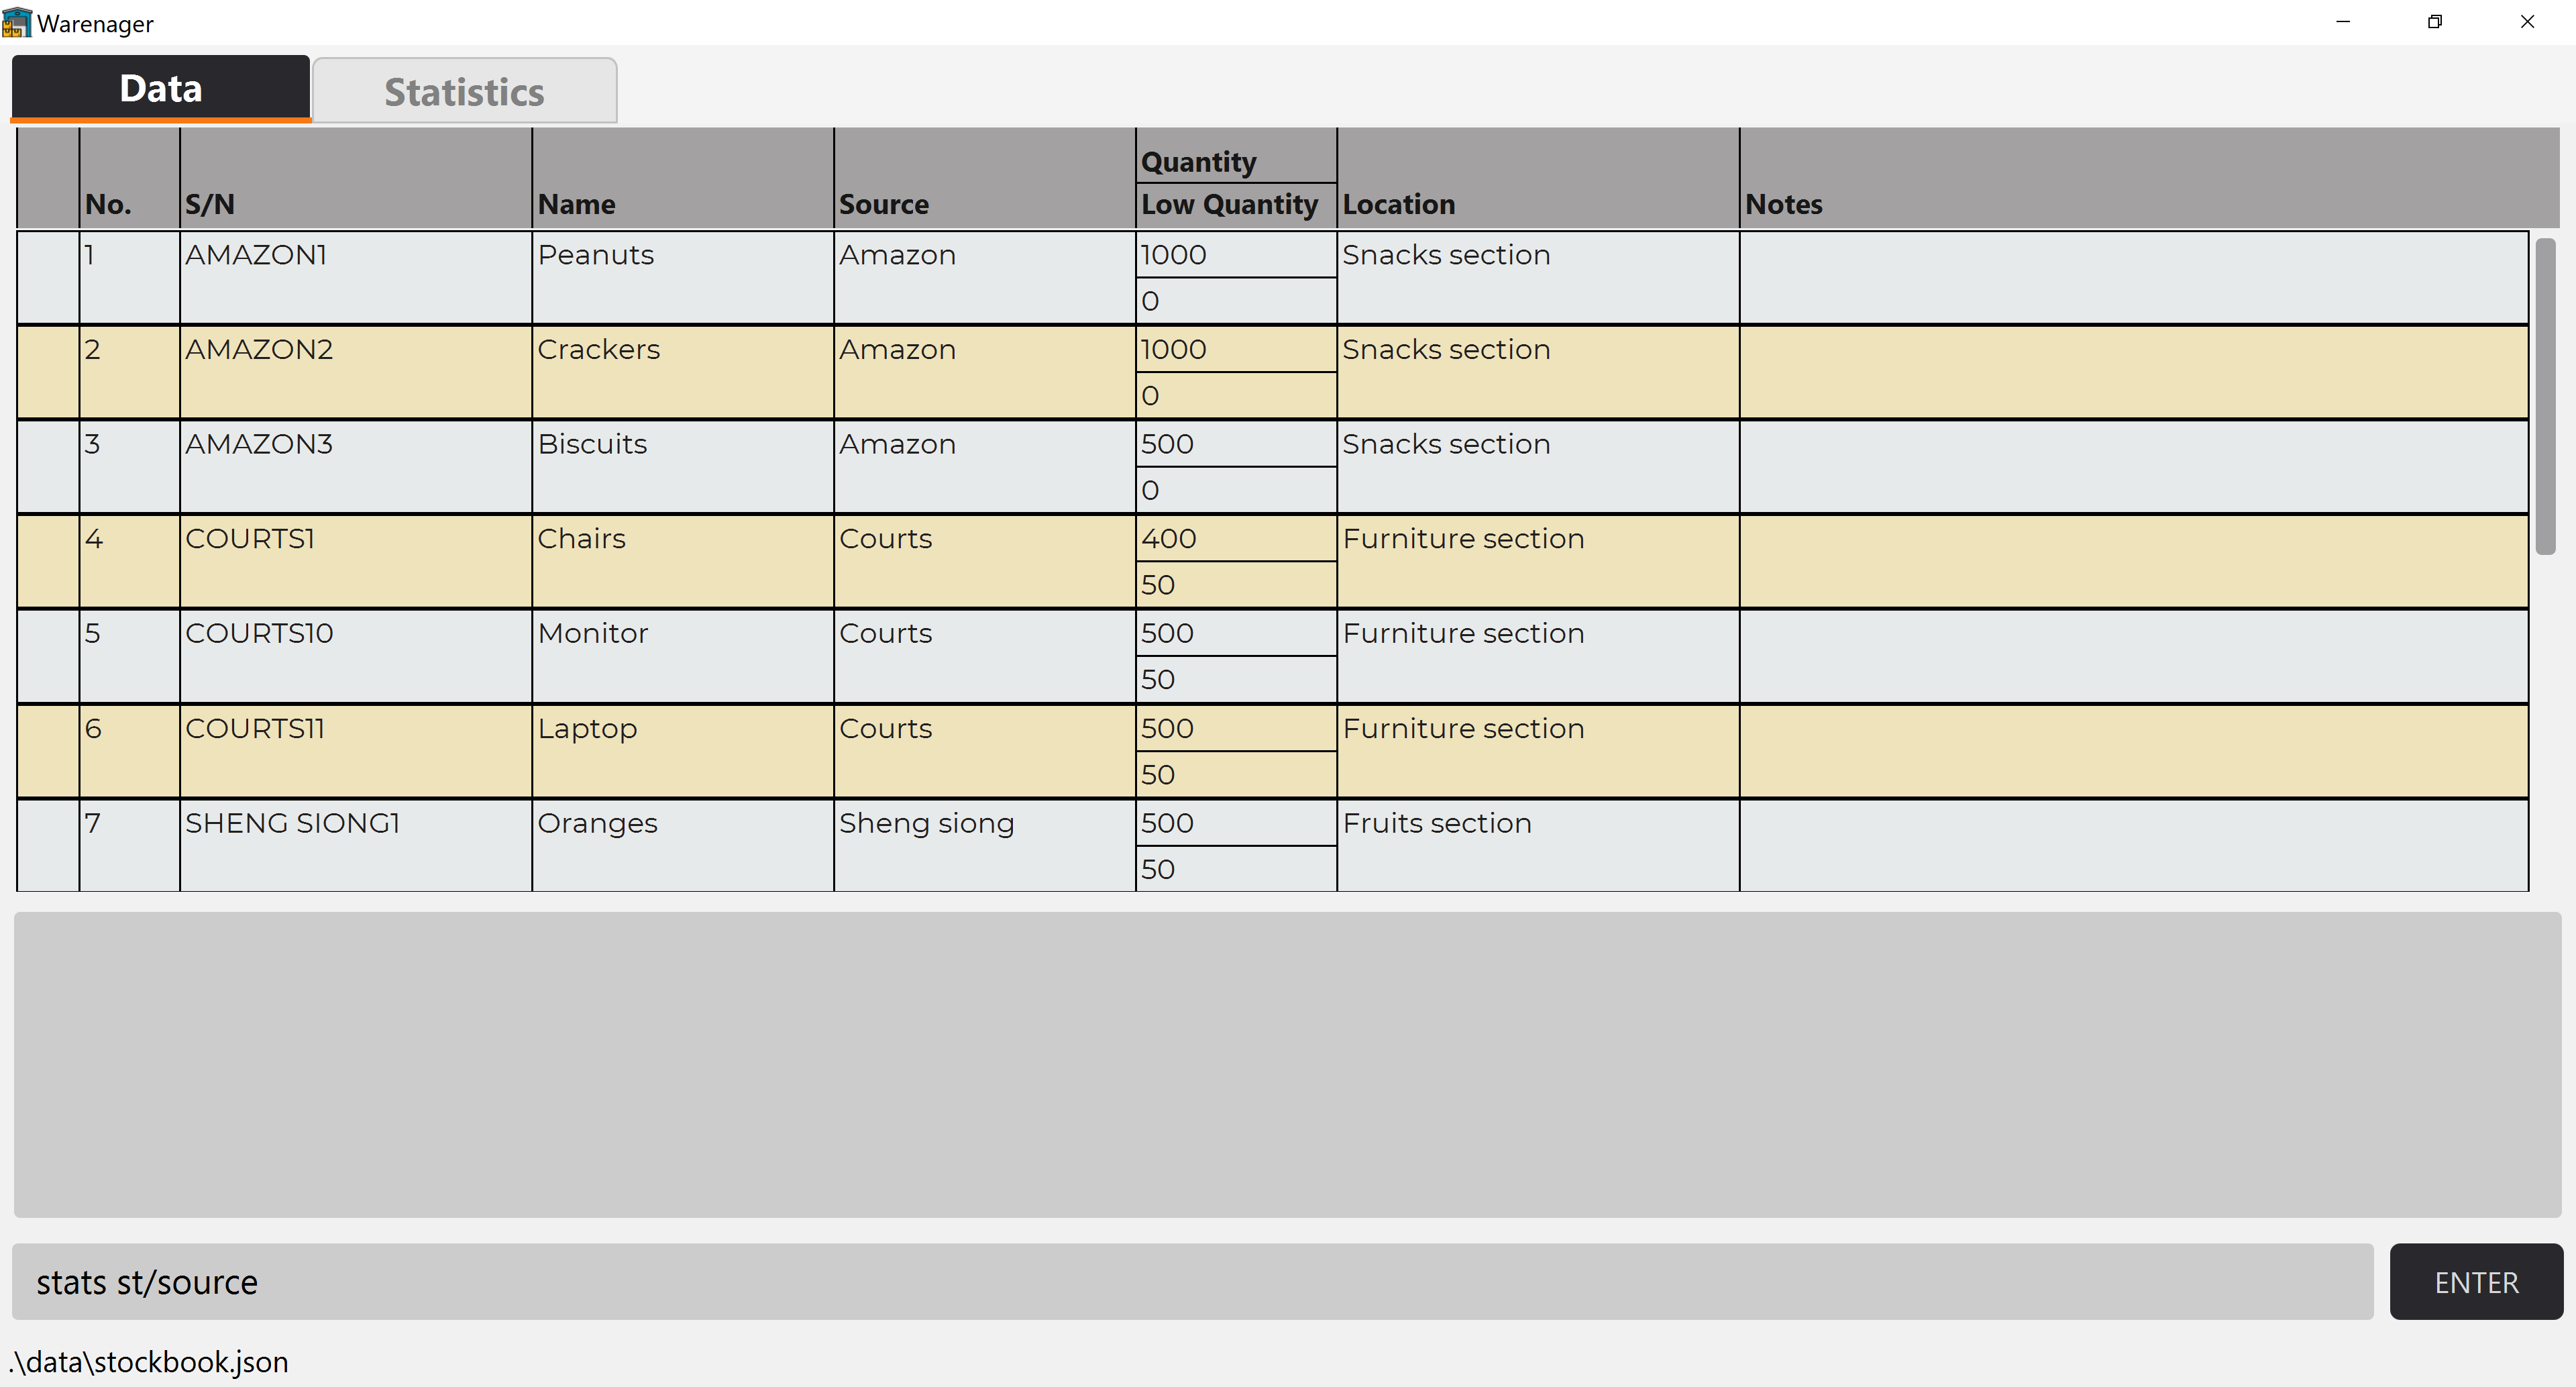 Warenager
Data Statistics
Quantity
No. S/N Name Source Low Quantity Location Notes
1 AMAZON1 Peanuts Amazon 1000 Snacks section
0
2 AMAZON2 Crackers Amazon 1000 Snacks section
0
3 AMAZON3 Biscuits Amazon 500 Snacks section
0
4 COURTS1 Chairs Courts 400 Furniture section
50
5 COURTS10 Monitor Courts 500 Furniture section
50
6 COURTS11 Laptop Courts 500 Furniture section
50
7 SHENG SIONG1 Oranges Sheng siong 500 Fruits section
50
stats st/source ENTER
.\data\stockbook.json